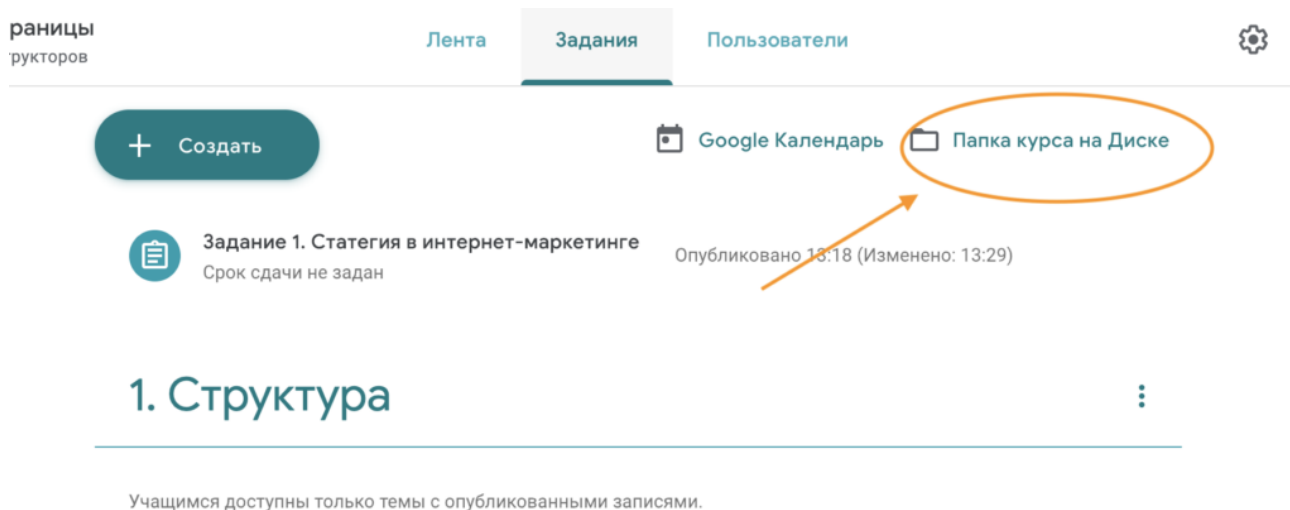 раницы
рукторов
Лента Задания Пользователи
Создать
Google Календарь Папка курса на Диске
Задание 1. Статегия в интернет-маркетинге
Срок сдачи не задан
Опубликовано 13:18 (Изменено: 13:29)
1. Структура
Учащимся доступны только темы с опубликованными записями.